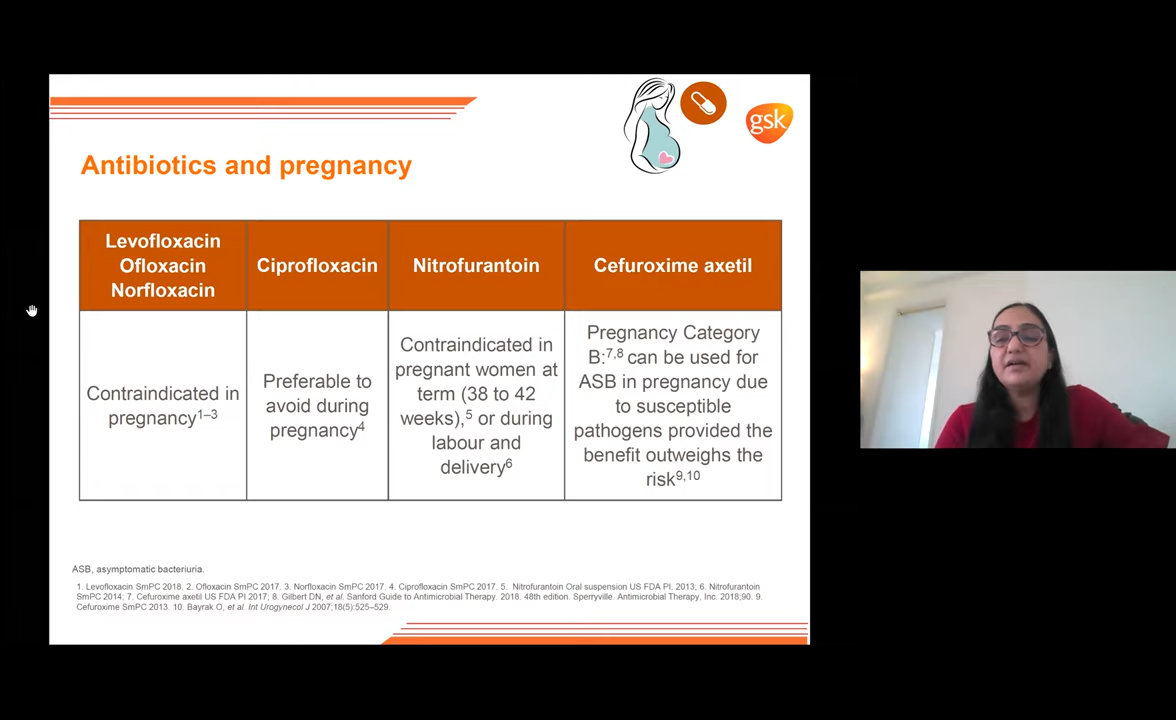 gsk
Antibiotics and pregnancy
Levofloxacin
Ofloxacin
Norfloxacin
Ciprofloxacin
Nitrofurantoin
Cefuroxime axetil
Contraindicated in
pregnancy1–3
Preferable to
avoid during
pregnancy4
Contraindicated in
pregnant women at
term (38 to 42
weeks),5 or during
labour and
delivery6
Pregnancy Category
B:7,8 can be used for
ASB in pregnancy due
to susceptible
pathogens provided the
benefit outweighs the
risk9,10
ASB, asymptomatic bacteriuria.
1. Levofloxacin SmPC 2018. 2. Ofloxacin SmPC 2017. 3. Norfloxacin SmPC 2017. 4. Ciprofloxacin SmPC 2017. 5. Nitrofurantoin Oral suspension US FDA PI. 2013; 6. Nitrofurantoin
SmPC 2014; 7. Cefuroxime axetil US FDA PI 2017; 8. Gilbert DN, et al. Sanford Guide to Antimicrobial Therapy. 2018. 48th edition. Sperryville. Antimicrobial Therapy, Inc. 2018;90. 9.
Cefuroxime SmPC 2013. 10. Bayrak O, et al. Int Urogynecol J 2007;18(5):525–529.